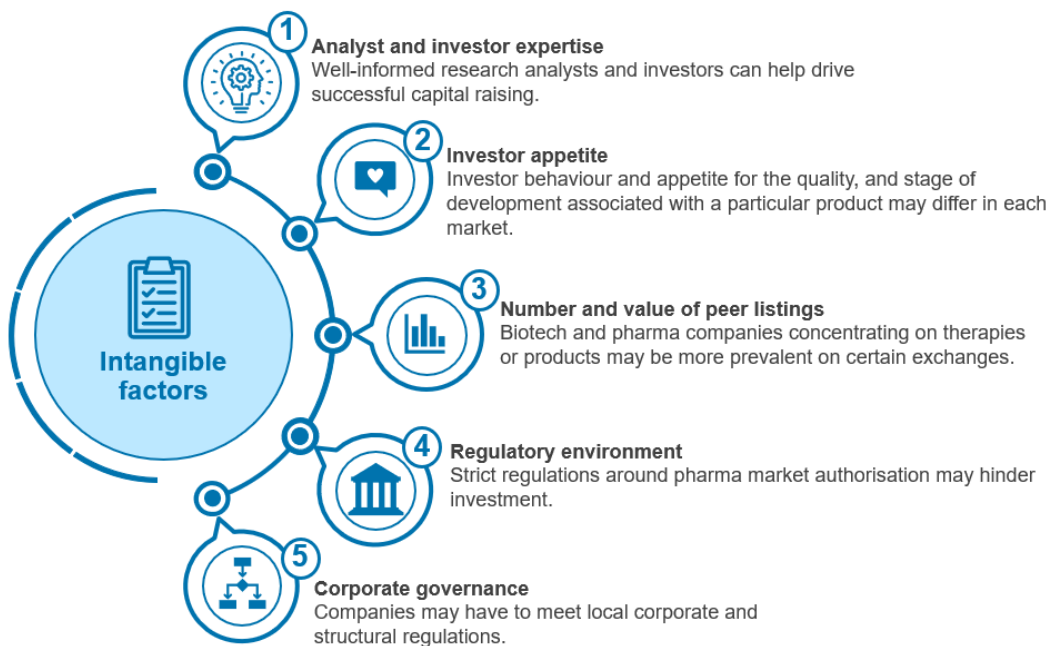 1
Analyst and investor expertise
Well-informed research analysts and investors can help drive
successful capital raising.
2
Investor appetite
Investor behaviour and appetite for the quality, and stage of
development associated with a particular product may differ in each
market.
Intangible
factors
3
Number and value of peer listings
Biotech and pharma companies concentrating on therapies
or products may be more prevalent on certain exchanges.
4
Regulatory environment
Strict regulations around pharma market authorisation may hinder
investment.
5
Corporate governance
Companies may have to meet local corporate and
structural regulations.